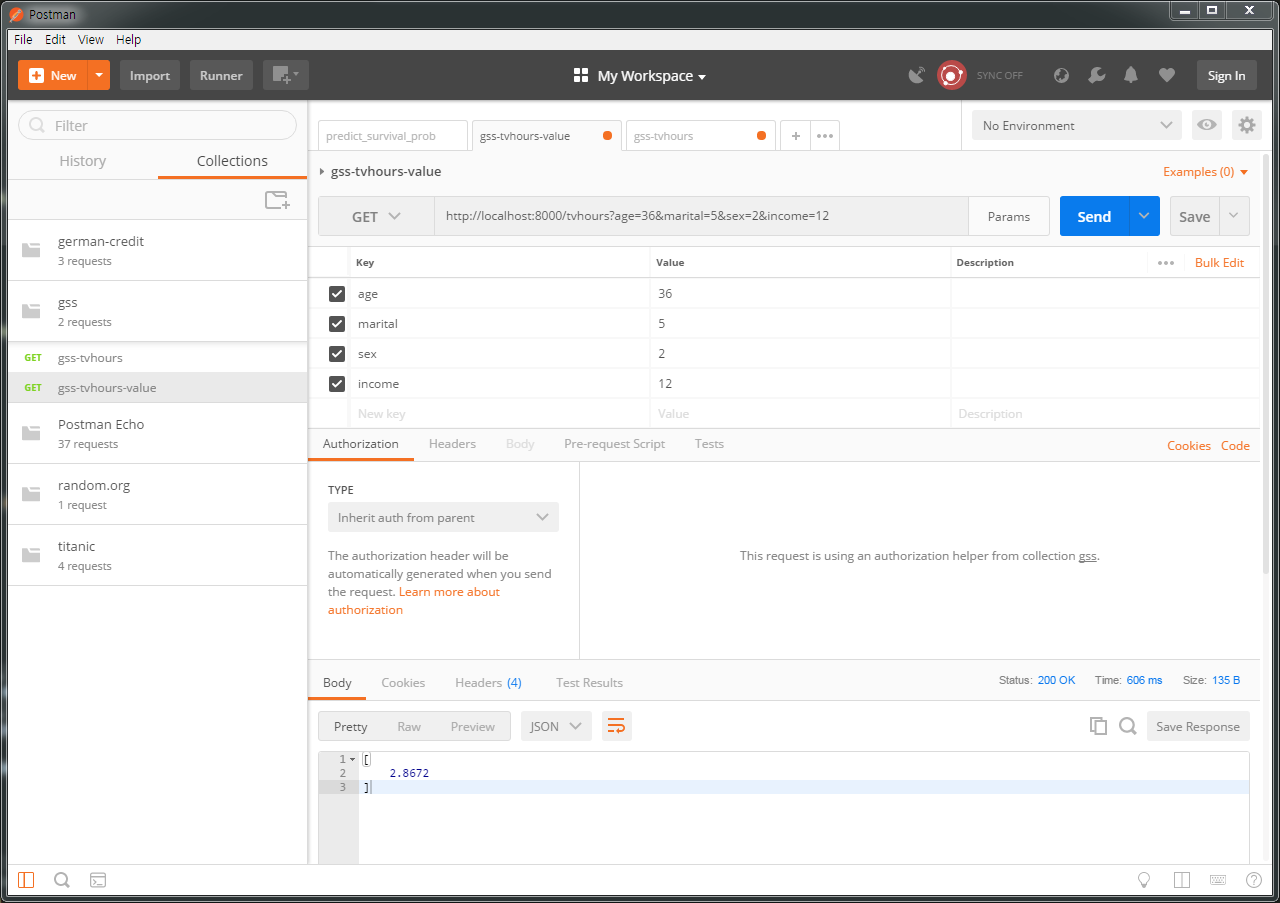 Postman
File Edit View Help
New Import Runner My Workspace SYNC OFF Sign In
Filter
History Collections
german-credit
3 requests
gss
2 requests
GET gss-tvhours
GET gss-tvhours-value
Postman Echo
37 requests
random.org
1 request
titanic
4 requests
predict_survival_prob gss-tvhours-value gss-tvhours + ••• No Environment
gss-tvhours-value Examples (0)
GET http://localhost:8000/tvhours?age=36&marital=5&sex=2&income=12 Params Send Save
Key Value Description ••• Bulk Edit
age 36
marital 5
sex 2
income 12
New key Value Description
Authorization Headers Body Pre-request Script Tests Cookies Code
TYPE
Inherit auth from parent
The authorization header will be
automatically generated when you send
the request. Learn more about
authorization
This request is using an authorization helper from collection gss.
Body Cookies Headers (4) Test Results Status: 200 OK Time: 606 ms Size: 135 B
Pretty Raw Preview JSON Save Response
1 [
2 2.8672
3 ]